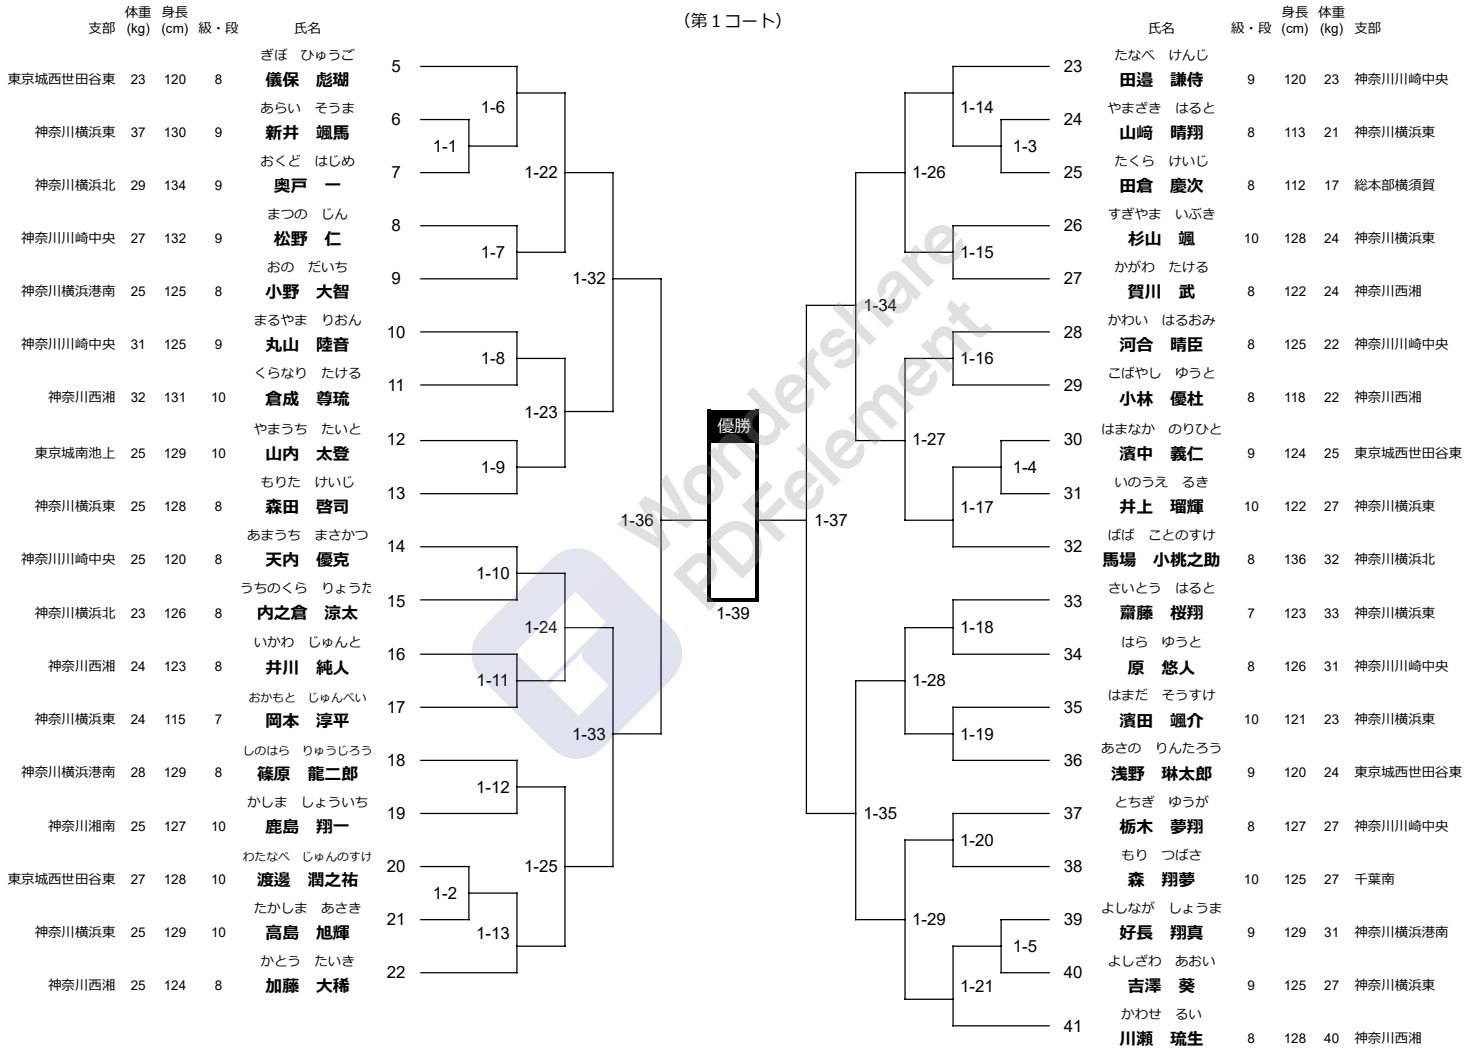 （第１コート）
体重 身長
支部 (kg) (cm) 級・段 氏名
ぎぼ ひゅうご
東京城西世田谷東 23 120 8 儀保 彪瑚 5
あらい そうま
神奈川横浜東 37 130 9 新井 颯馬 6
おくど はじめ
神奈川横浜北 29 134 9 奥戸 一 7
まつの じん
神奈川川崎中央 27 132 9 松野 仁 8
おの だいち
神奈川横浜港南 25 125 8 小野 大智 9
まるやま りおん
神奈川川崎中央 31 125 9 丸山 陸音 10
くらなり たける
神奈川西湘 32 131 10 倉成 尊琉 11
やまうち たいと
東京城南池上 25 129 10 山内 太登 12
もりた けいじ
神奈川横浜東 25 128 8 森田 啓司 13
あまうち まさかつ
神奈川川崎中央 25 120 8 天内 優克 14
うちのくら りょうた
神奈川横浜北 23 126 8 内之倉 涼太 15
いかわ じゅんと
神奈川西湘 24 123 8 井川 純人 16
おかもと じゅんぺい
神奈川横浜東 24 115 7 岡本 淳平 17
しのはら りゅうじろう
神奈川横浜港南 28 129 8 篠原 龍二郎 18
かしま しょういち
神奈川湘南 25 127 10 鹿島 翔一 19
わたなべ じゅんのすけ
東京城西世田谷東 27 128 10 渡邊 潤之祐 20
たかしま あさき
神奈川横浜東 25 129 10 高島 旭輝 21
かとう たいき
神奈川西湘 25 124 8 加藤 大稀 22
1-1
1-2
1-6
1-7
1-8
1-9
1-10
1-11
1-12
1-13
1-22
1-23
1-24
1-25
1-32
1-33
1-36
優勝
1-39
1-37
1-34
1-35
1-26
1-27
1-28
1-29
1-14
1-15
1-16
1-17
1-18
1-19
1-20
1-21
1-3
1-4
1-5
身長 体重
氏名 級・段 (cm) (kg) 支部
たなべ けんじ
23 田邉 謙侍 9 120 23 神奈川川崎中央
やまざき はると
24 山﨑 晴翔 8 113 21 神奈川横浜東
たくら けいじ
25 田倉 慶次 8 112 17 総本部横須賀
すぎやま いぶき
26 杉山 颯 10 128 24 神奈川横浜東
かがわ たける
27 賀川 武 8 122 24 神奈川西湘
かわい はるおみ
28 河合 晴臣 8 125 22 神奈川川崎中央
こばやし ゆうと
29 小林 優杜 8 118 22 神奈川西湘
はまなか のりひと
30 濱中 義仁 9 124 25 東京城西世田谷東
いのうえ るき
31 井上 瑠輝 10 122 27 神奈川横浜東
ばば ことのすけ
32 馬場 小桃之助 8 136 32 神奈川横浜北
さいとう はると
33 齋藤 桜翔 7 123 33 神奈川横浜東
はら ゆうと
34 原 悠人 8 126 31 神奈川川崎中央
はまだ そうすけ
35 濱田 颯介 10 121 23 神奈川横浜東
あさの りんたろう
36 浅野 琳太郎 9 120 24 東京城西世田谷東
とちぎ ゆうが
37 栃木 夢翔 8 127 27 神奈川川崎中央
もり つばさ
38 森 翔夢 10 125 27 千葉南
よしなが しょうま
39 好長 翔真 9 129 31 神奈川横浜港南
よしざわ あおい
40 吉澤 葵 9 125 27 神奈川横浜東
かわせ るい
41 川瀬 琉生 8 128 40 神奈川西湘
Wondershare
PDFelement